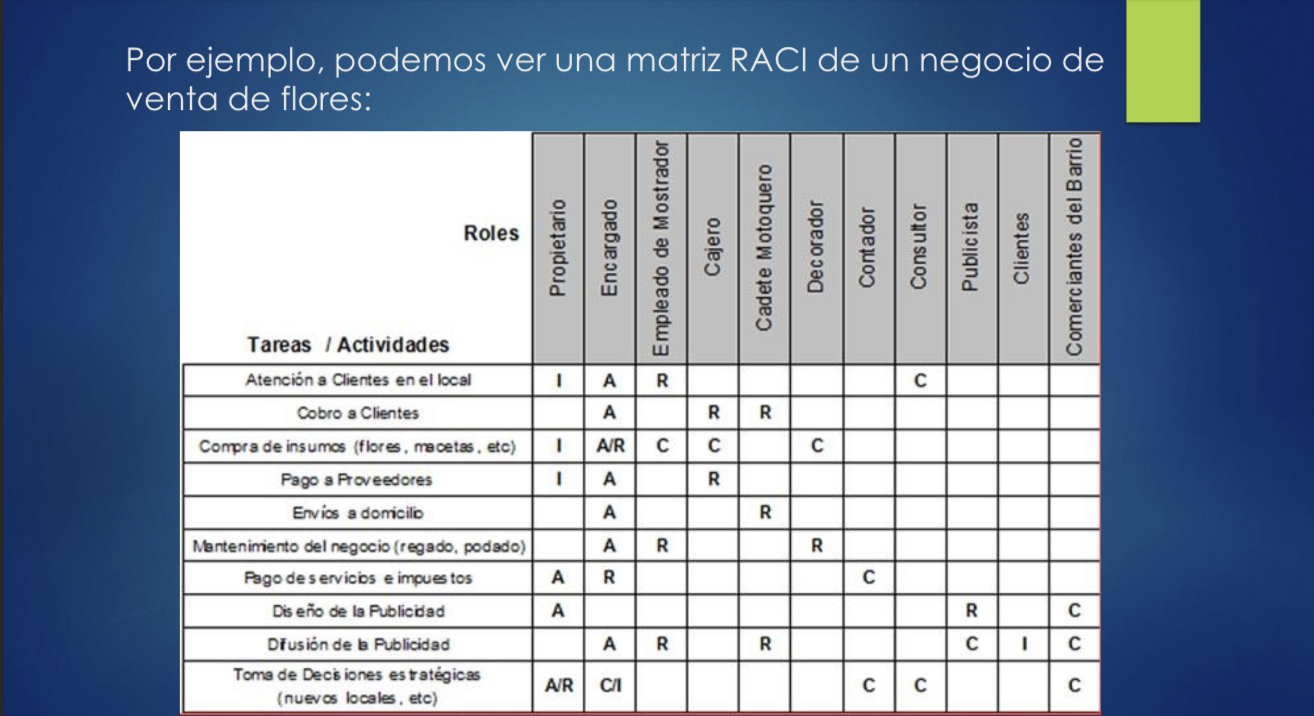 Por ejemplo, podemos ver una matriz RACI de un negocio de
venta de flores:
Roles
Tareas / Actividades
Propietario
Encargado
Empleado de Mostrador
Cajero
Cadete Motoquero
Decorador
Contador
Consultor
Publicista
Clientes
Comerciantes del Barrio
Atención a Clientes en el local I A R C
Cobro a Clientes A R R
Compra de insumos (flores, macetas, etc) I A/R C C C
Pago a Proveedores I A R
Envíos a domicilio A R
Mantenimiento del negocio (regado, podado) A R R
Pago de servicios e impuestos A R C
Diseño de la Publicidad A R C
Difusión de la Publicidad A R R C I C
Toma de Decisiones estratégicas
(nuevos locales, etc) A/R C/I C C C